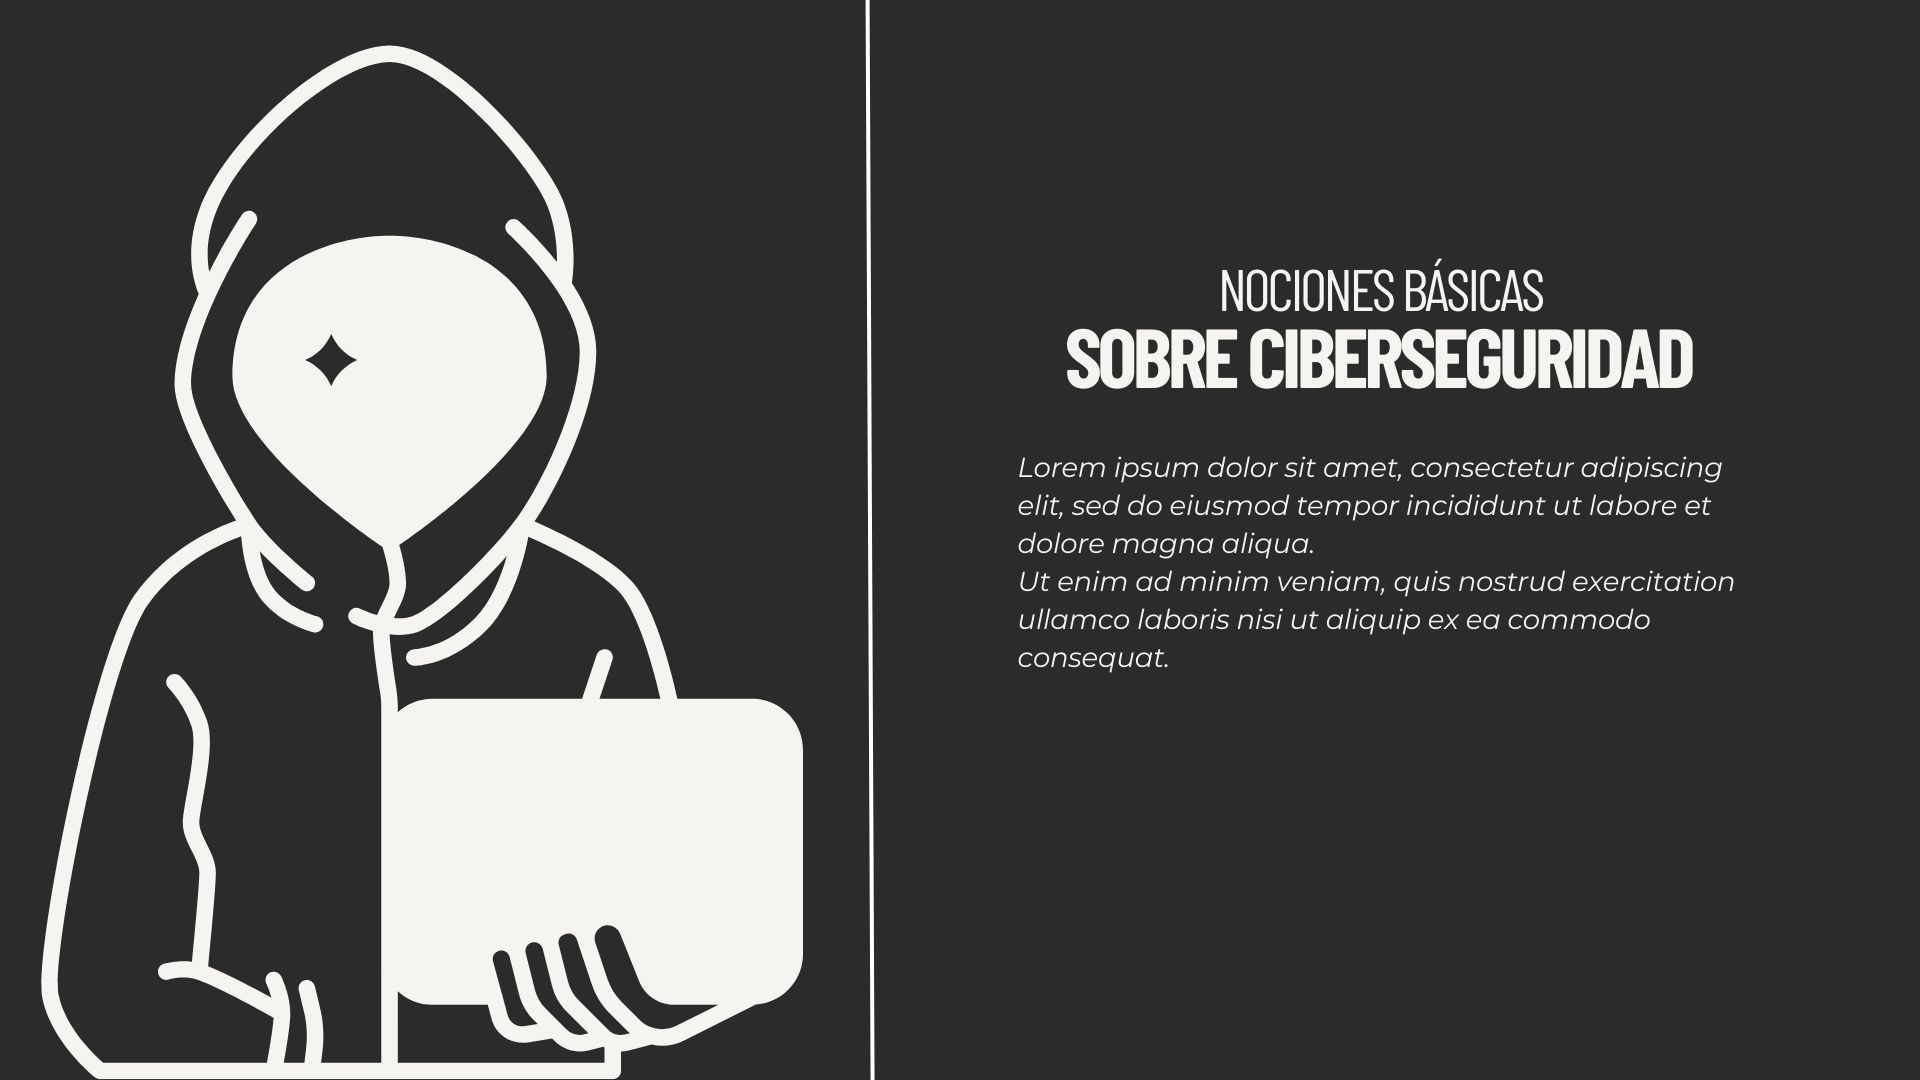 NOCIONES BÁSICAS
SOBRE CIBERSEGURIDAD
Lorem ipsum dolor sit amet, consectetur adipiscing
elit, sed do eiusmod tempor incididunt ut labore et
dolore magna aliqua.
Ut enim ad minim veniam, quis nostrud exercitation
ullamco laboris nisi ut aliquip ex ea commodo
consequat.